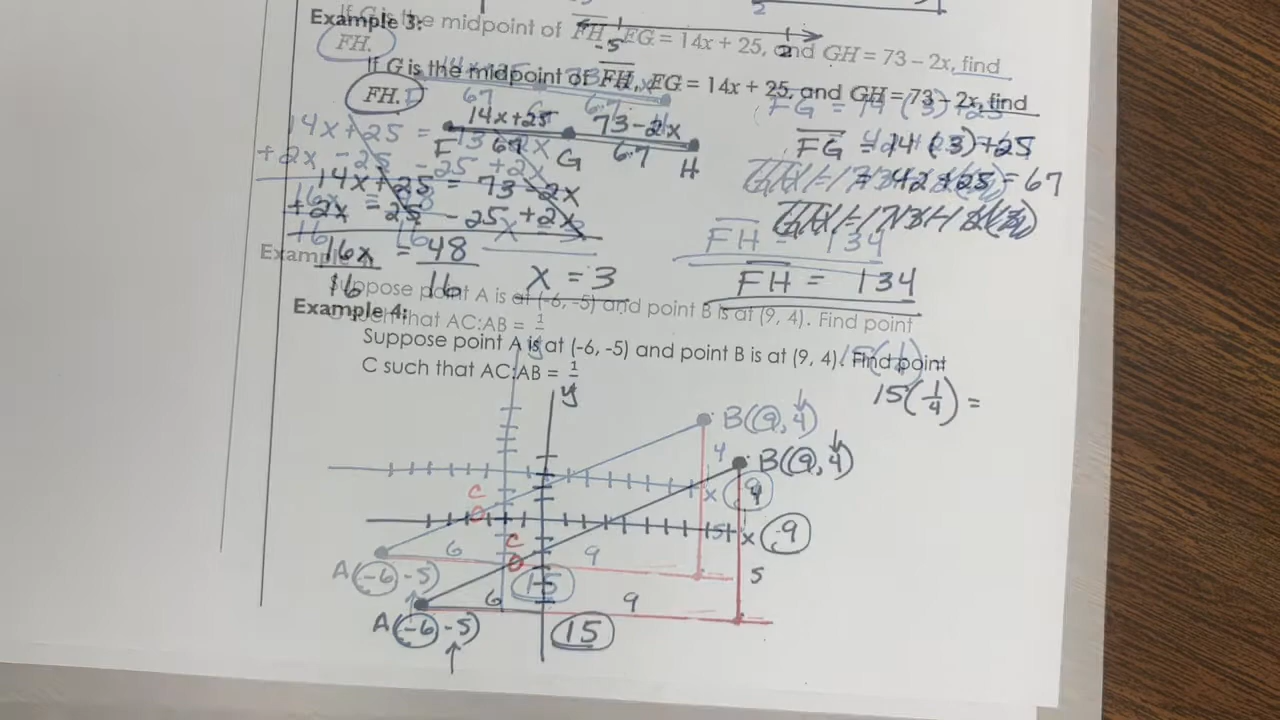 2
Example 3:
-5 2
If G is the midpoint of FH, FG = 14x + 25, and GH = 73 – 2x, find
FH.
14x+25 73-2x
F 67 G 67 H
14x+25 = 73-2x
+2x -25 -25 +2x
16x = 48
16 16
x = 3
FG = 14(3)+25
= 42+25 = 67
FH = 134
Example 4:
Suppose point A is at (-6, -5) and point B is at (9, 4). Find point
C such that AC:AB = 1/4
15(1/4) =
y
B(9, 4)
4
x 9
C
5
6 9
A(-6 -5)
15